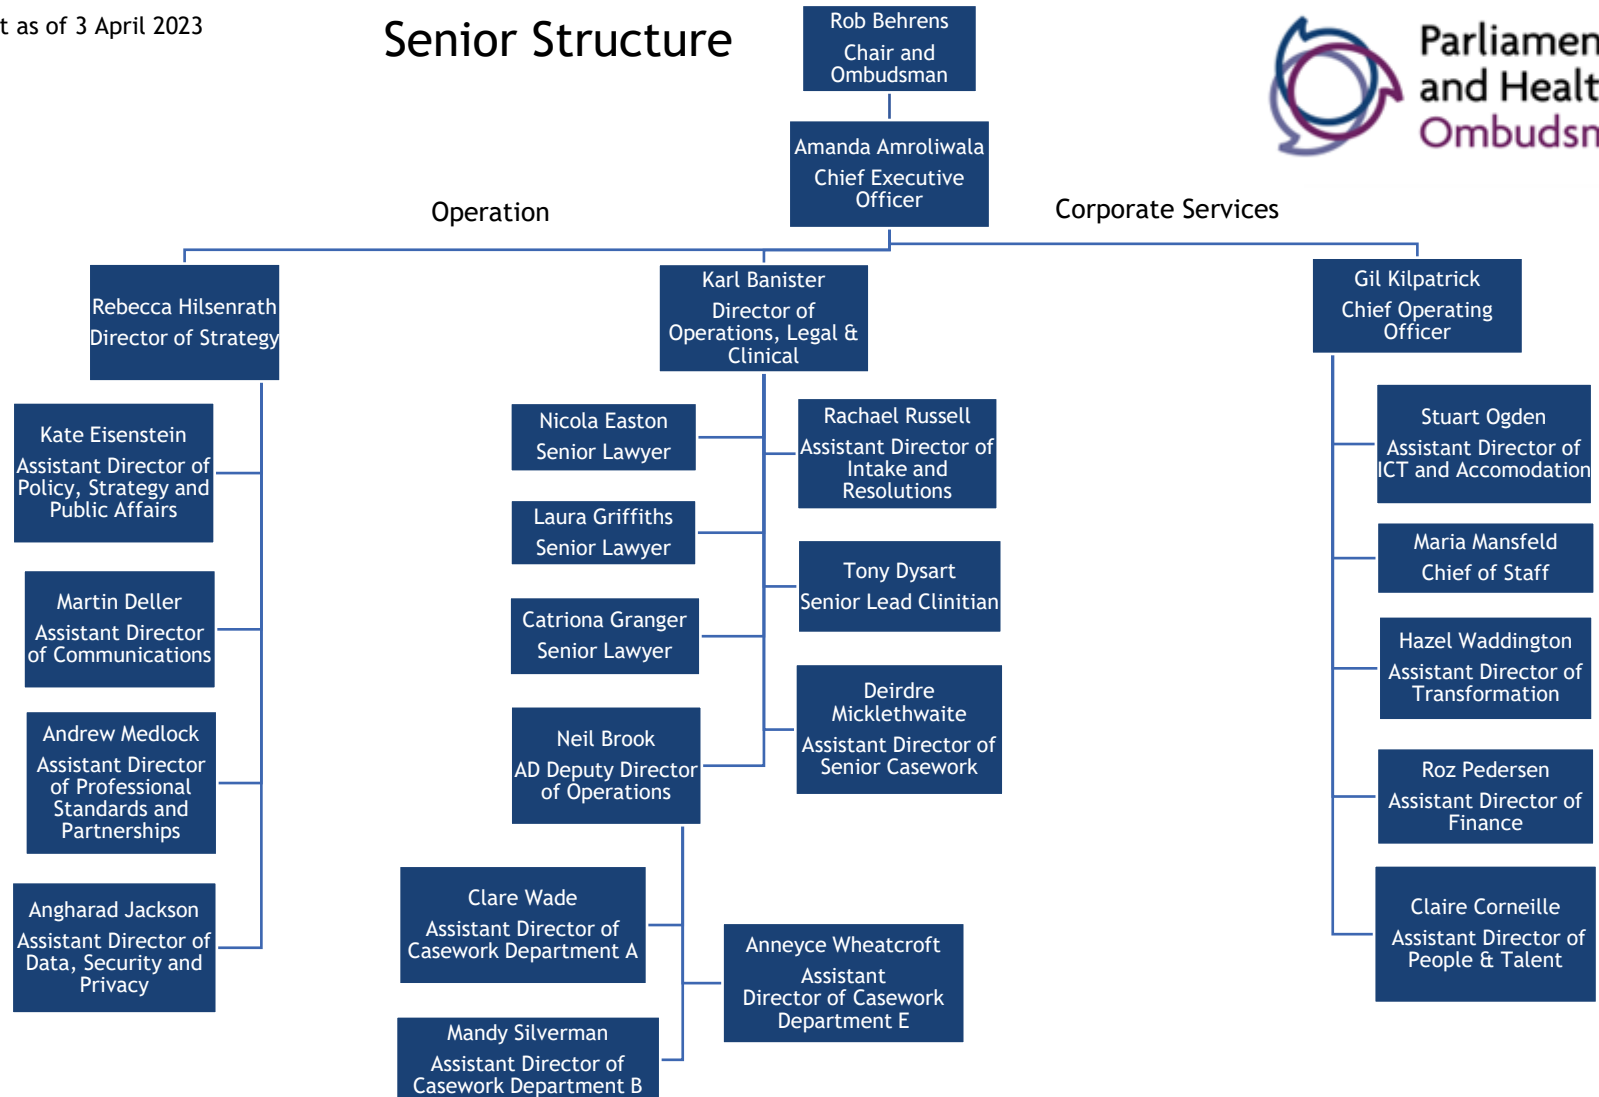 t as of 3 April 2023
Senior Structure
Rob Behrens
Chair and
Ombudsman
Parliamen
and Healt
Ombudsm
Amanda Amroliwala
Chief Executive
Officer
Operation
Corporate Services
Rebecca Hilsenrath
Director of Strategy
Kate Eisenstein
Assistant Director of
Policy, Strategy and
Public Affairs
Martin Deller
Assistant Director
of Communications
Andrew Medlock
Assistant Director
of Professional
Standards and
Partnerships
Angharad Jackson
Assistant Director of
Data, Security and
Privacy
Karl Banister
Director of
Operations, Legal &
Clinical
Nicola Easton
Senior Lawyer
Rachael Russell
Assistant Director of
Intake and
Resolutions
Laura Griffiths
Senior Lawyer
Tony Dysart
Senior Lead Clinitian
Catriona Granger
Senior Lawyer
Deirdre
Micklethwaite
Assistant Director of
Senior Casework
Neil Brook
AD Deputy Director
of Operations
Clare Wade
Assistant Director of
Casework Department A
Anneyce Wheatcroft
Assistant
Director of Casework
Department E
Mandy Silverman
Assistant Director of
Casework Department B
Gil Kilpatrick
Chief Operating
Officer
Stuart Ogden
Assistant Director of
ICT and Accomodation
Maria Mansfeld
Chief of Staff
Hazel Waddington
Assistant Director of
Transformation
Roz Pedersen
Assistant Director of
Finance
Claire Corneille
Assistant Director of
People & Talent